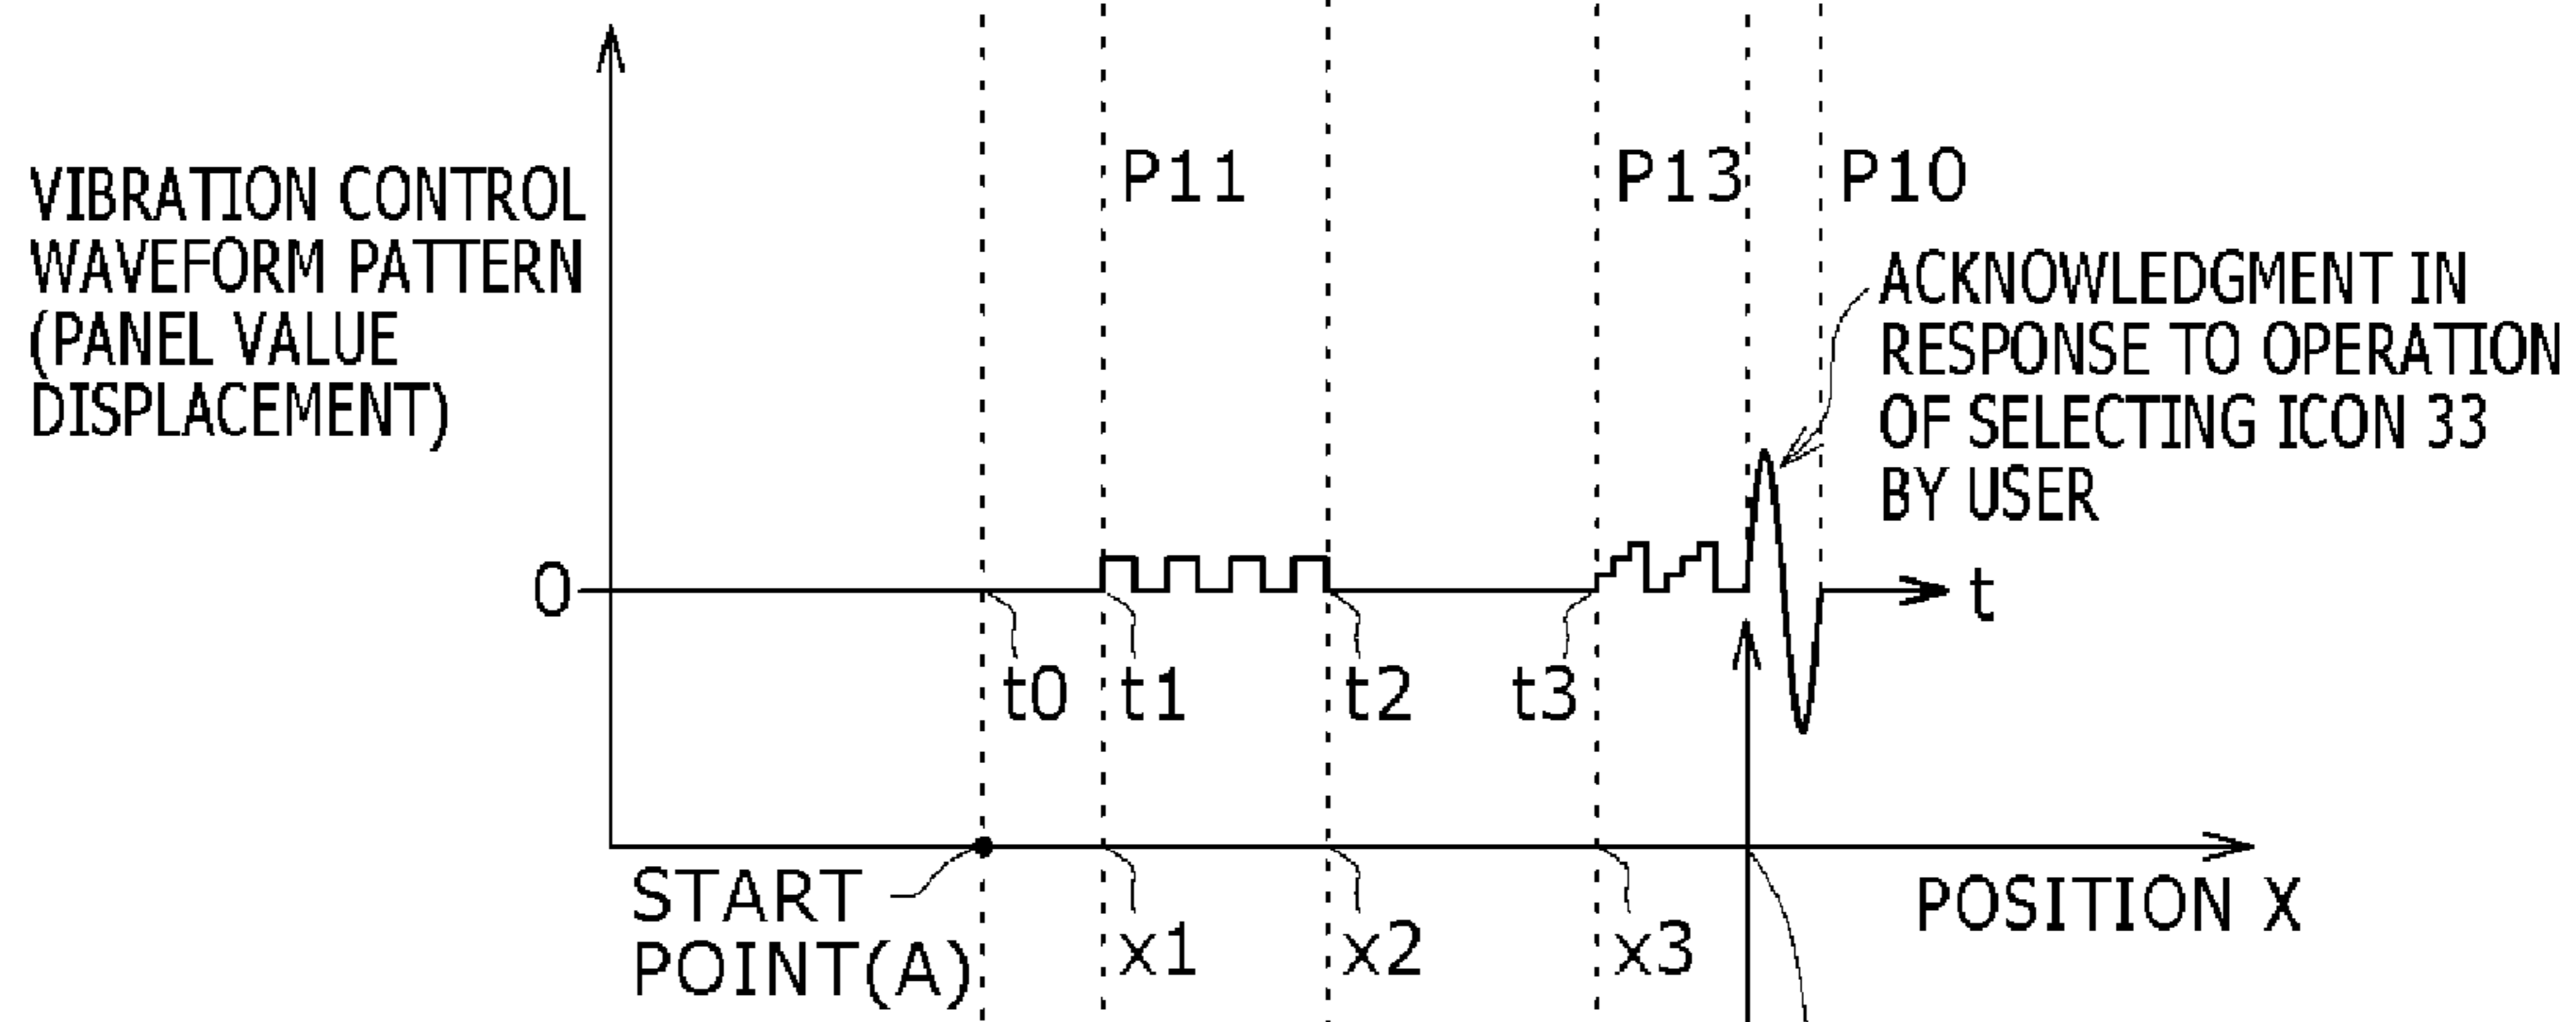 P11
P13
P10
VIBRATION CONTROL
WAVEFORM PATTERN
(PANEL VALUE
DISPLACEMENT)
ACKNOWLEDGMENT IN
RESPONSE TO OPERATION
OF SELECTING ICON 33
BY USER
0
t
t0
t1
t2
t3
START
POINT(A)
x1
x2
x3
POSITION X